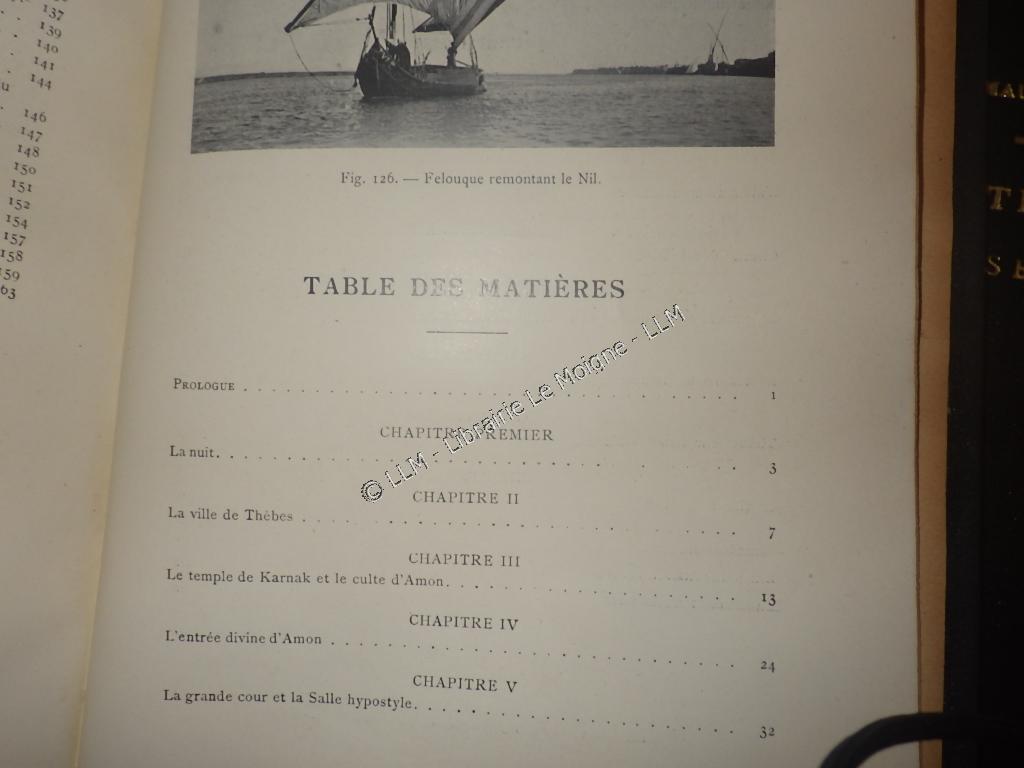 137
139
140
141
144
u
146
147
148
150
151
152
154
157
158
159
63
Fig. 126. — Felouque remontant le Nil.
TABLE DES MATIÈRES
PROLOGUE . . . . . . . . . . 1
CHAPITRE PREMIER
La nuit. . . . . . . . . . . 3
CHAPITRE II
La ville de Thèbes . . . . . . . . . . 7
CHAPITRE III
Le temple de Karnak et le culte d'Amon. . . . . . . . . . 13
CHAPITRE IV
L'entrée divine d'Amon . . . . . . . . . . 24
CHAPITRE V
La grande cour et la Salle hypostyle. . . . . . . . . . 32
© LLM - Librairie Le Moigne - LLM